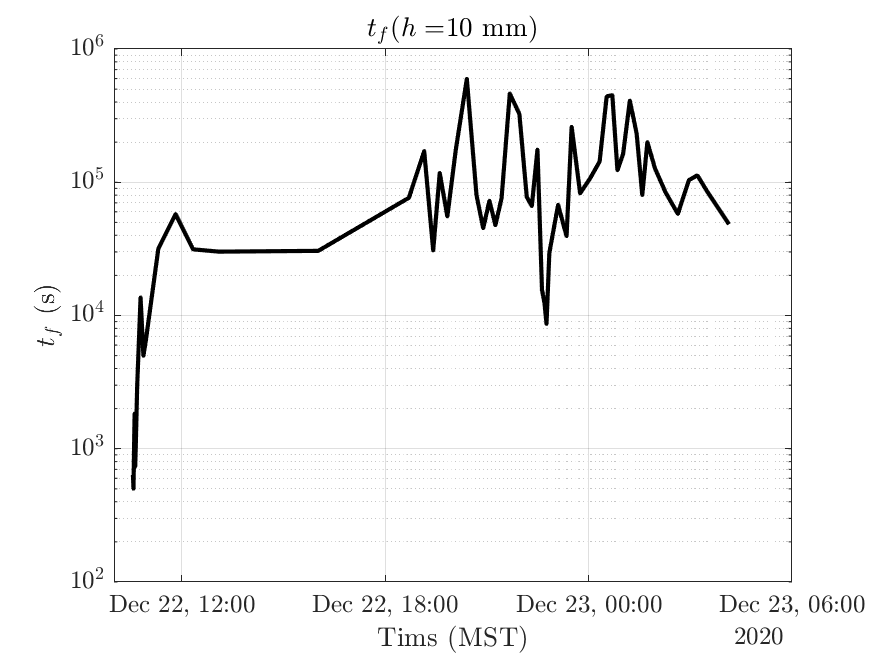 t_f(h =10 mm)
10^6
10^5
10^4
10^3
10^2
t_f (s)
Dec 22, 12:00 Dec 22, 18:00 Dec 23, 00:00 Dec 23, 06:00
Tims (MST) 2020